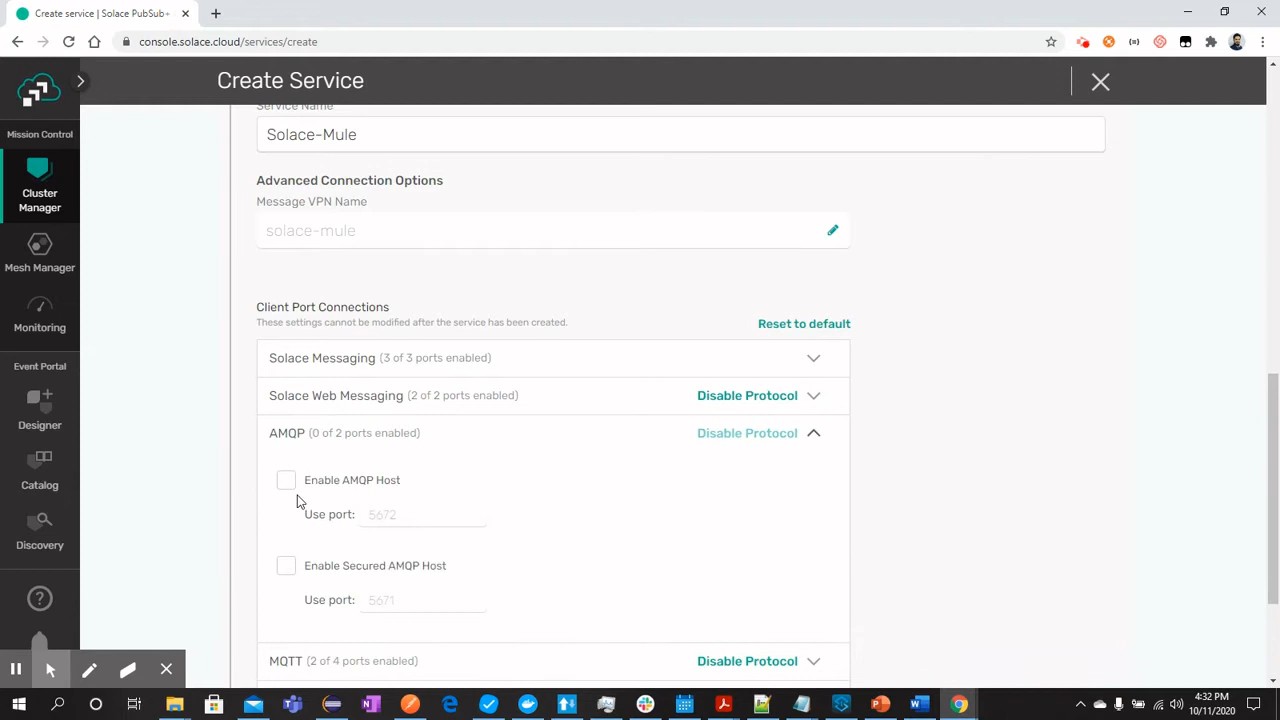 Create service | Solace PubSub+
console.solace.cloud/services/create
Create Service
Mission Control
Cluster
Manager
Mesh Manager
Monitoring
Event Portal
Designer
Catalog
Discovery
Service Name
Solace-Mule
Advanced Connection Options
Message VPN Name
solace-mule
Client Port Connections
These settings cannot be modified after the service has been created.
Reset to default
Solace Messaging (3 of 3 ports enabled)
Solace Web Messaging (2 of 2 ports enabled) Disable Protocol
AMQP (0 of 2 ports enabled) Disable Protocol
Enable AMQP Host
Use port: 5672
Enable Secured AMQP Host
Use port: 5671
MQTT (2 of 4 ports enabled) Disable Protocol
4:32 PM
10/11/2020